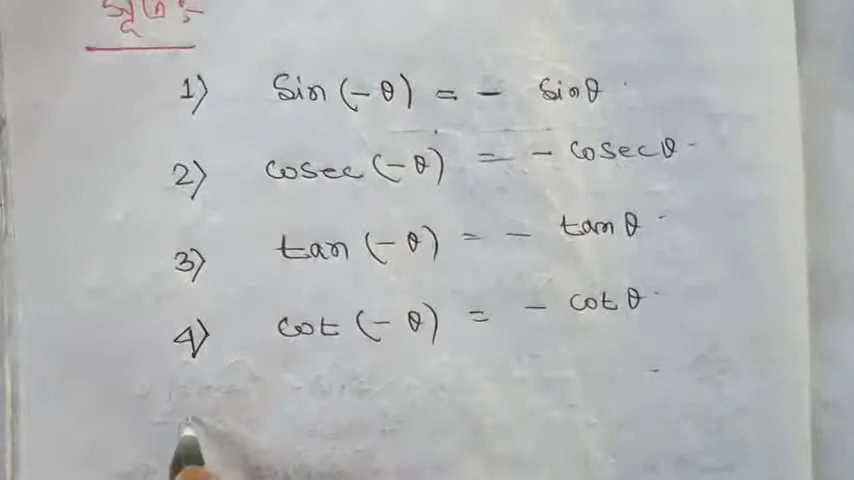 সূত্র :-
1) Sin (-θ) = - sinθ
2) cosec (-θ) = - cosecθ
3) tan (-θ) = - tanθ
4) cot (-θ) = - cotθ